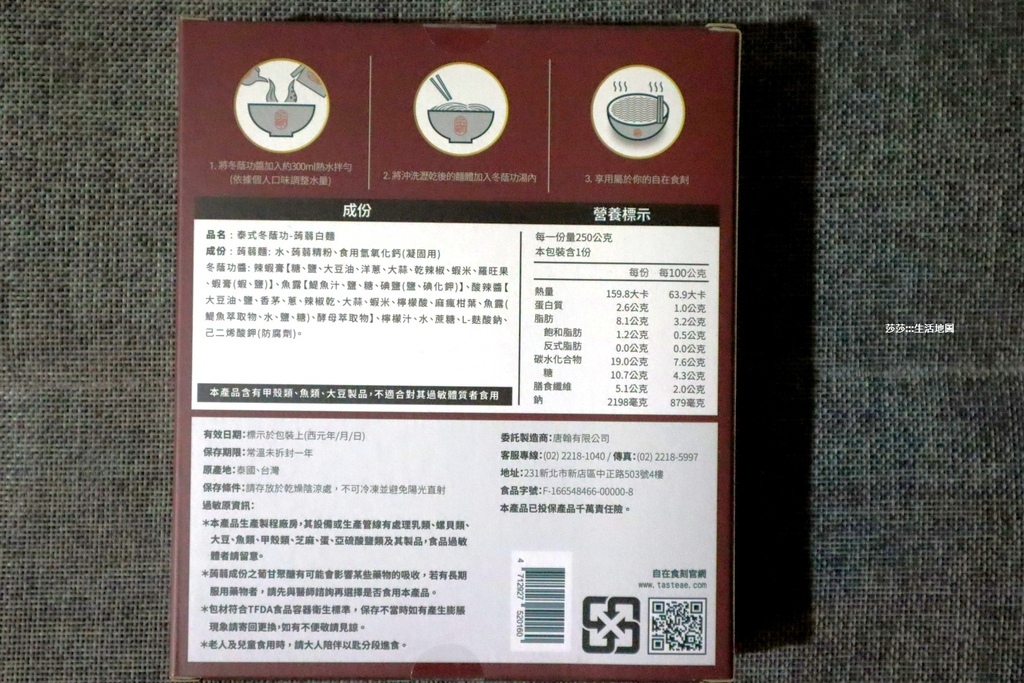 1. 將冬蔭功醬加入約300ml熱水拌勻
(依據個人口味調整水量)
2. 將沖洗瀝乾後的麵體加入冬蔭功湯內
3. 享用屬於你的自在食刻
成份
品名：泰式冬蔭功-蒟蒻白麵
成份：蒟蒻麵：水、蒟蒻精粉、食用氫氧化鈣(凝固用)
冬蔭功醬：辣蝦膏【糖、鹽、大豆油、洋蔥、大蒜、乾辣椒、蝦米、羅旺果
、蝦膏(蝦、鹽)】、魚露【鯷魚汁、鹽、糖、碘鹽(鹽、碘化鉀)】、酸辣醬【
大豆油、鹽、香茅、蔥、辣椒乾、大蒜、蝦米、檸檬酸、麻瘋柑葉、魚露(
鯷魚萃取物、水、鹽、糖)、酵母萃取物】、檸檬汁、水、蔗糖、L-麩酸鈉、
己二烯酸鉀(防腐劑)。
本產品含有甲殼類、魚類、大豆製品，不適合對其過敏體質者食用
營養標示
每一份量250公克
本包裝含1份
每份 每100公克
熱量 159.8大卡 63.9大卡
蛋白質 2.6公克 1.0公克
脂肪 8.1公克 3.2公克
飽和脂肪 1.2公克 0.5公克
反式脂肪 0.0公克 0.0公克
碳水化合物 19.0公克 7.6公克
糖 10.7公克 4.3公克
膳食纖維 5.1公克 2.0公克
鈉 2198毫克 879毫克
有效日期：標示於包裝上(西元年/月/日)
保存期限：常溫未拆封一年
原產地：泰國、台灣
保存條件：請存放於乾燥陰涼處，不可冷凍並避免陽光直射
過敏原資訊：
＊本產品生產製程廠房，其設備或生產管線有處理乳類、螺貝類、
大豆、魚類、甲殼類、芝麻、蛋、亞硫酸鹽類及其製品，食品過敏
體者請留意。
＊蒟蒻成份之葡甘聚醣有可能會影響某些藥物的吸收，若有長期
服用藥物者，請先與醫師諮詢再選擇是否食用本產品。
＊包材符合TFDA食品容器衛生標準，保存不當時如有產生膨脹
現象請寄回更換，如有不便敬請見諒。
＊老人及兒童食用時，請大人陪伴以匙分段進食。
委託製造商：唐翰有限公司
客服專線：(02) 2218-1040 / 傳真：(02) 2218-5997
地址：231新北市新店區中正路503號4樓
食品字號：F-166548466-00000-8
本產品已投保產品千萬責任險。
4 712927 520160
自在食刻官網
www.tasteae.com
莎莎:::生活地圖